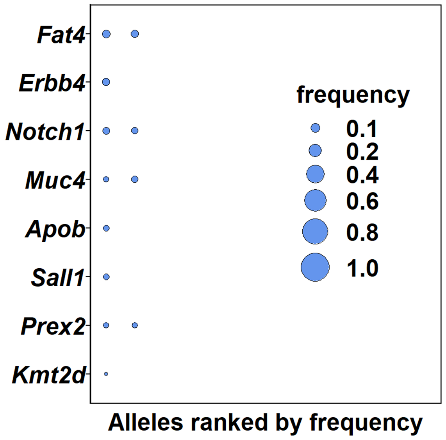 Fat4
Erbb4
Notch1
Muc4
Apob
Sall1
Prex2
Kmt2d
frequency
0.1
0.2
0.4
0.6
0.8
1.0
Alleles ranked by frequency